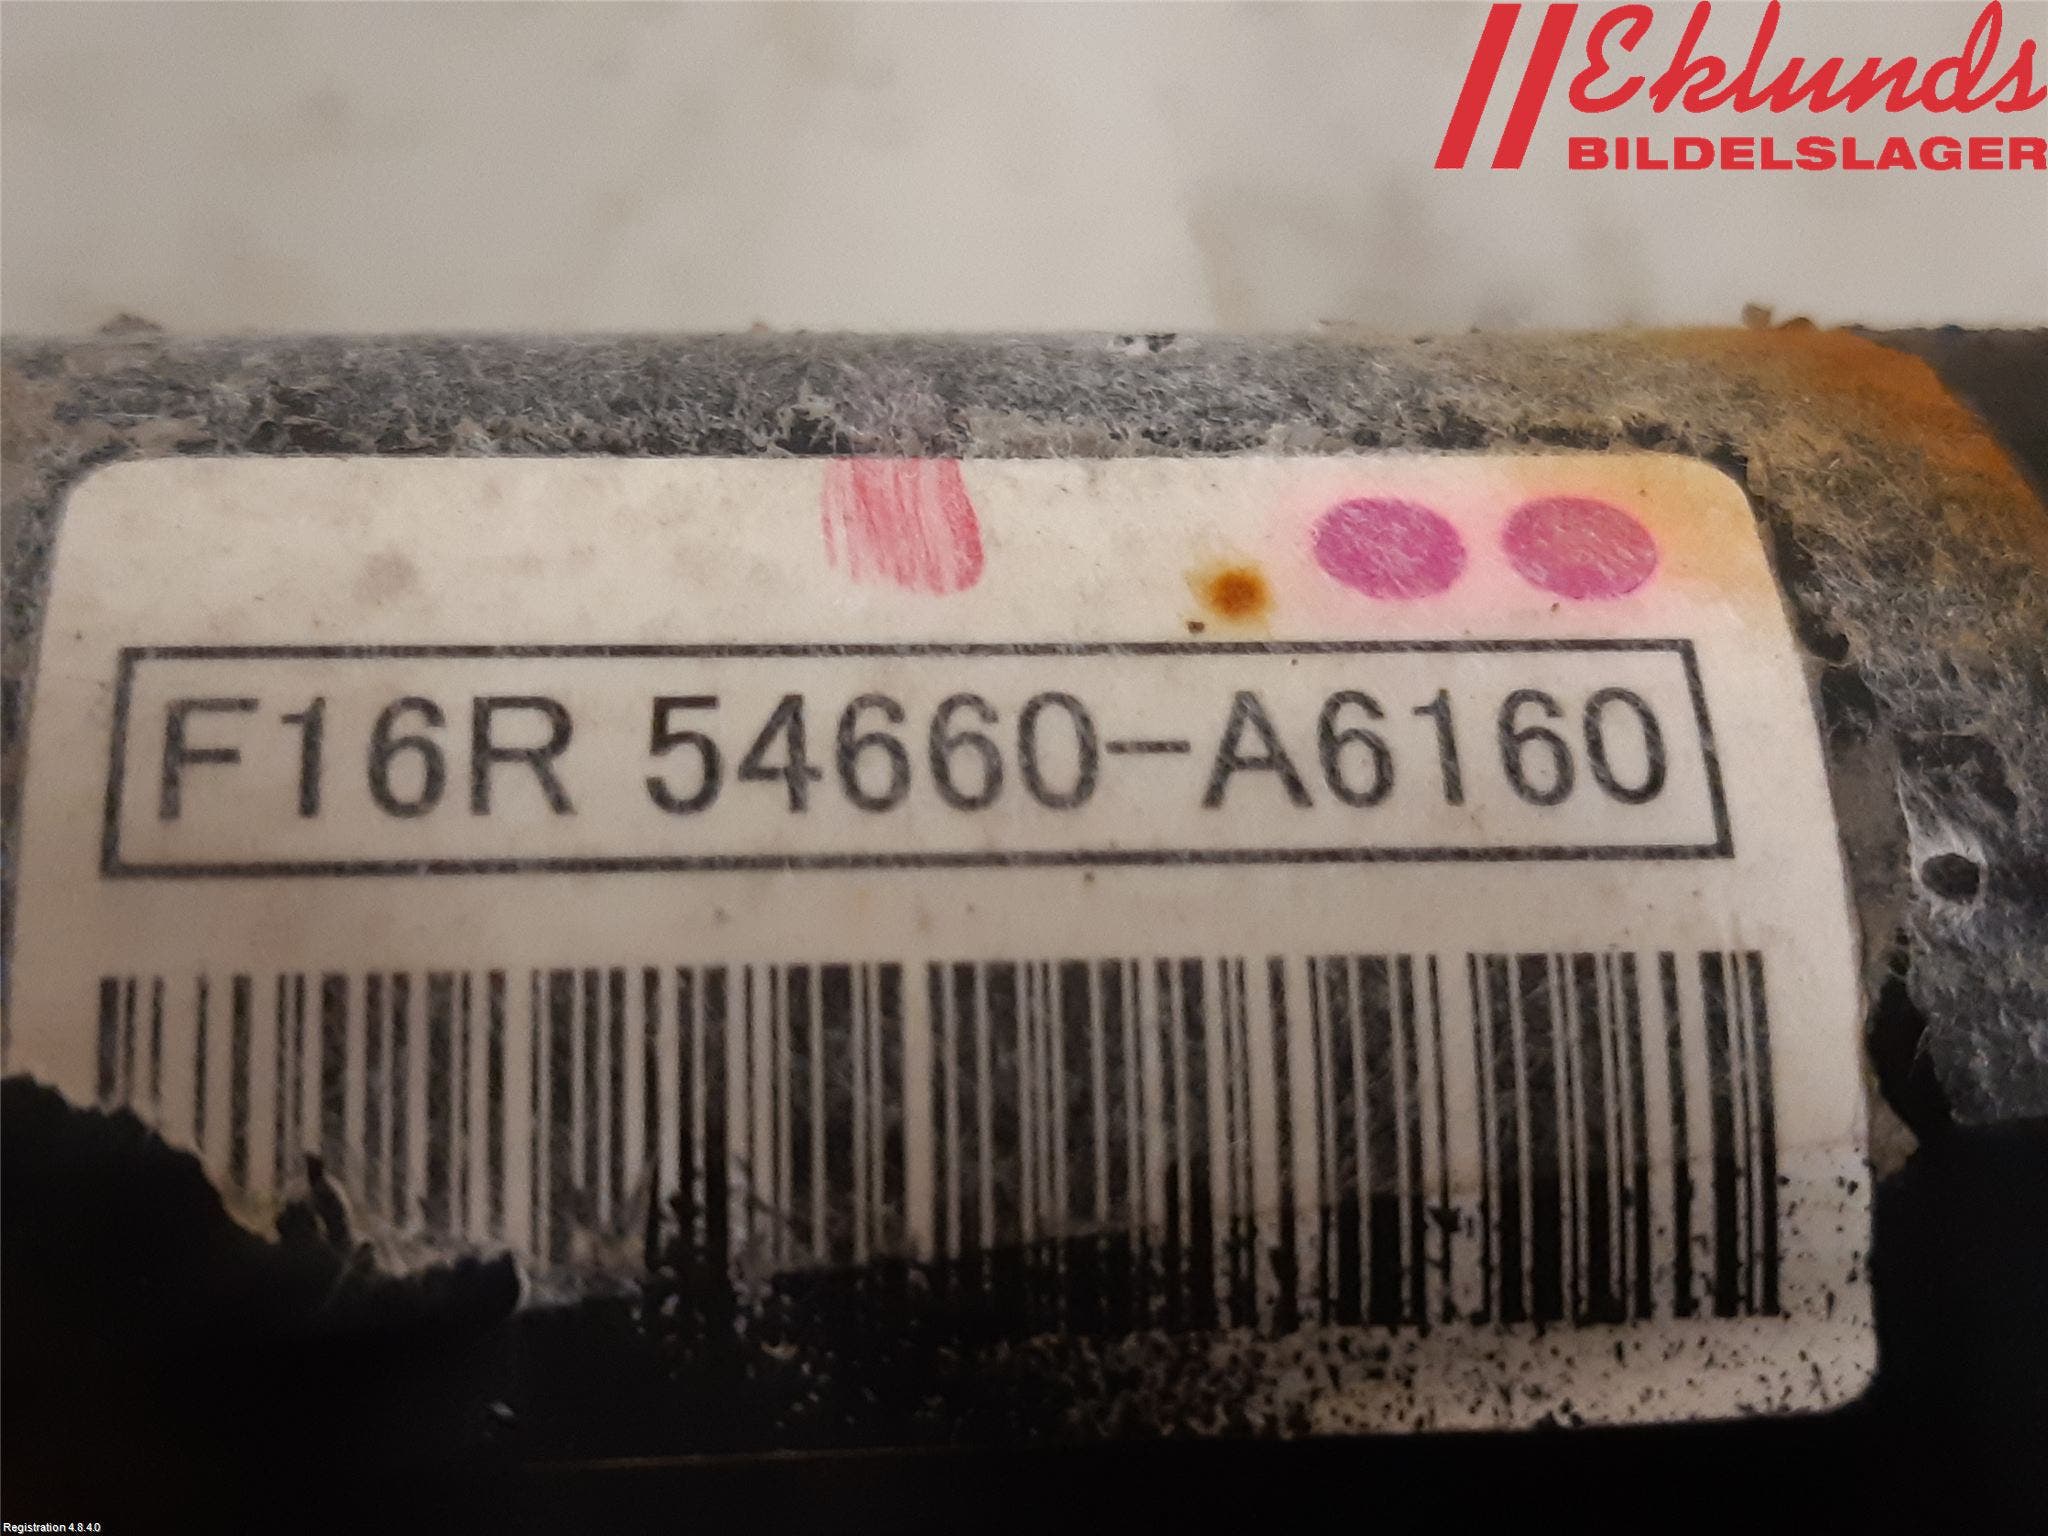 Eklunds
BILDELSLAGER
F16R 54660-A6160
Registration 4.8.4.0